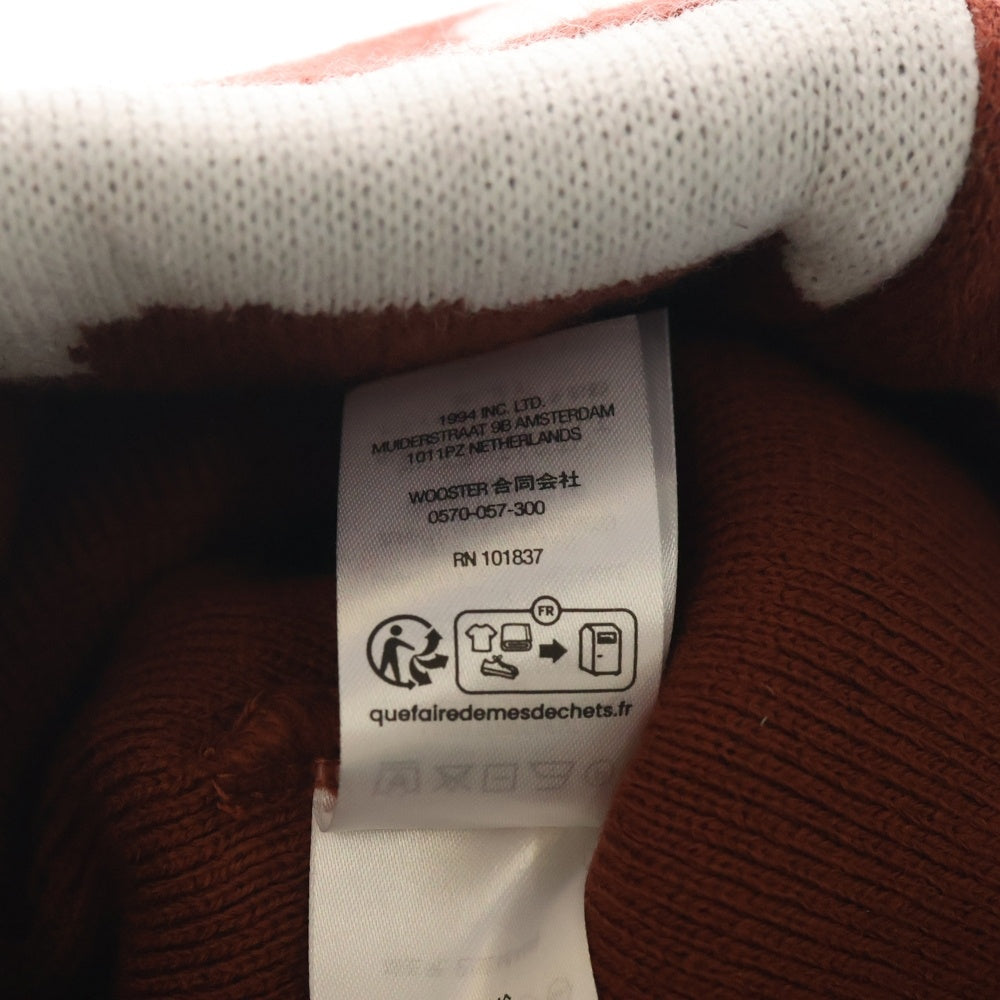 1994 INC. LTD.
MUIDERSTRAAT 9B AMSTERDAM
1011PZ NETHERLANDS
WOOSTER 合同会社
0570-057-300
RN 101837
FR
quefairedemesdechets.fr